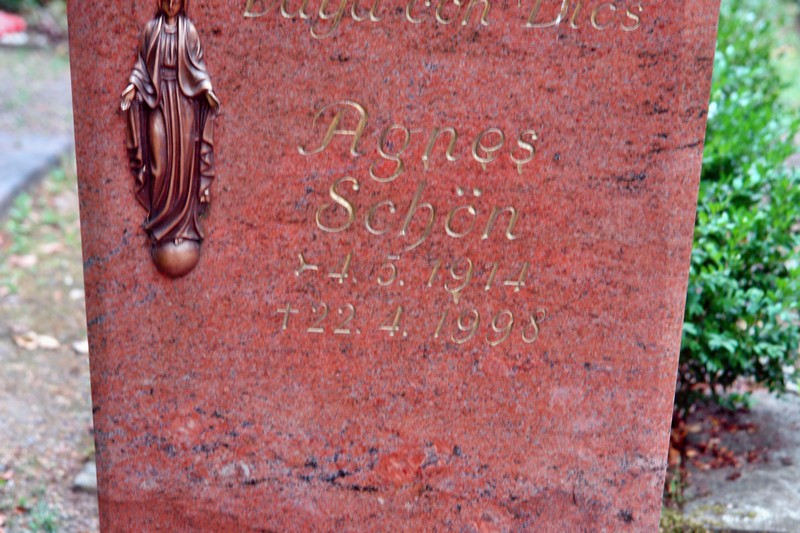 Agnes
Schön
4. 5. 1914
† 22. 4. 1998